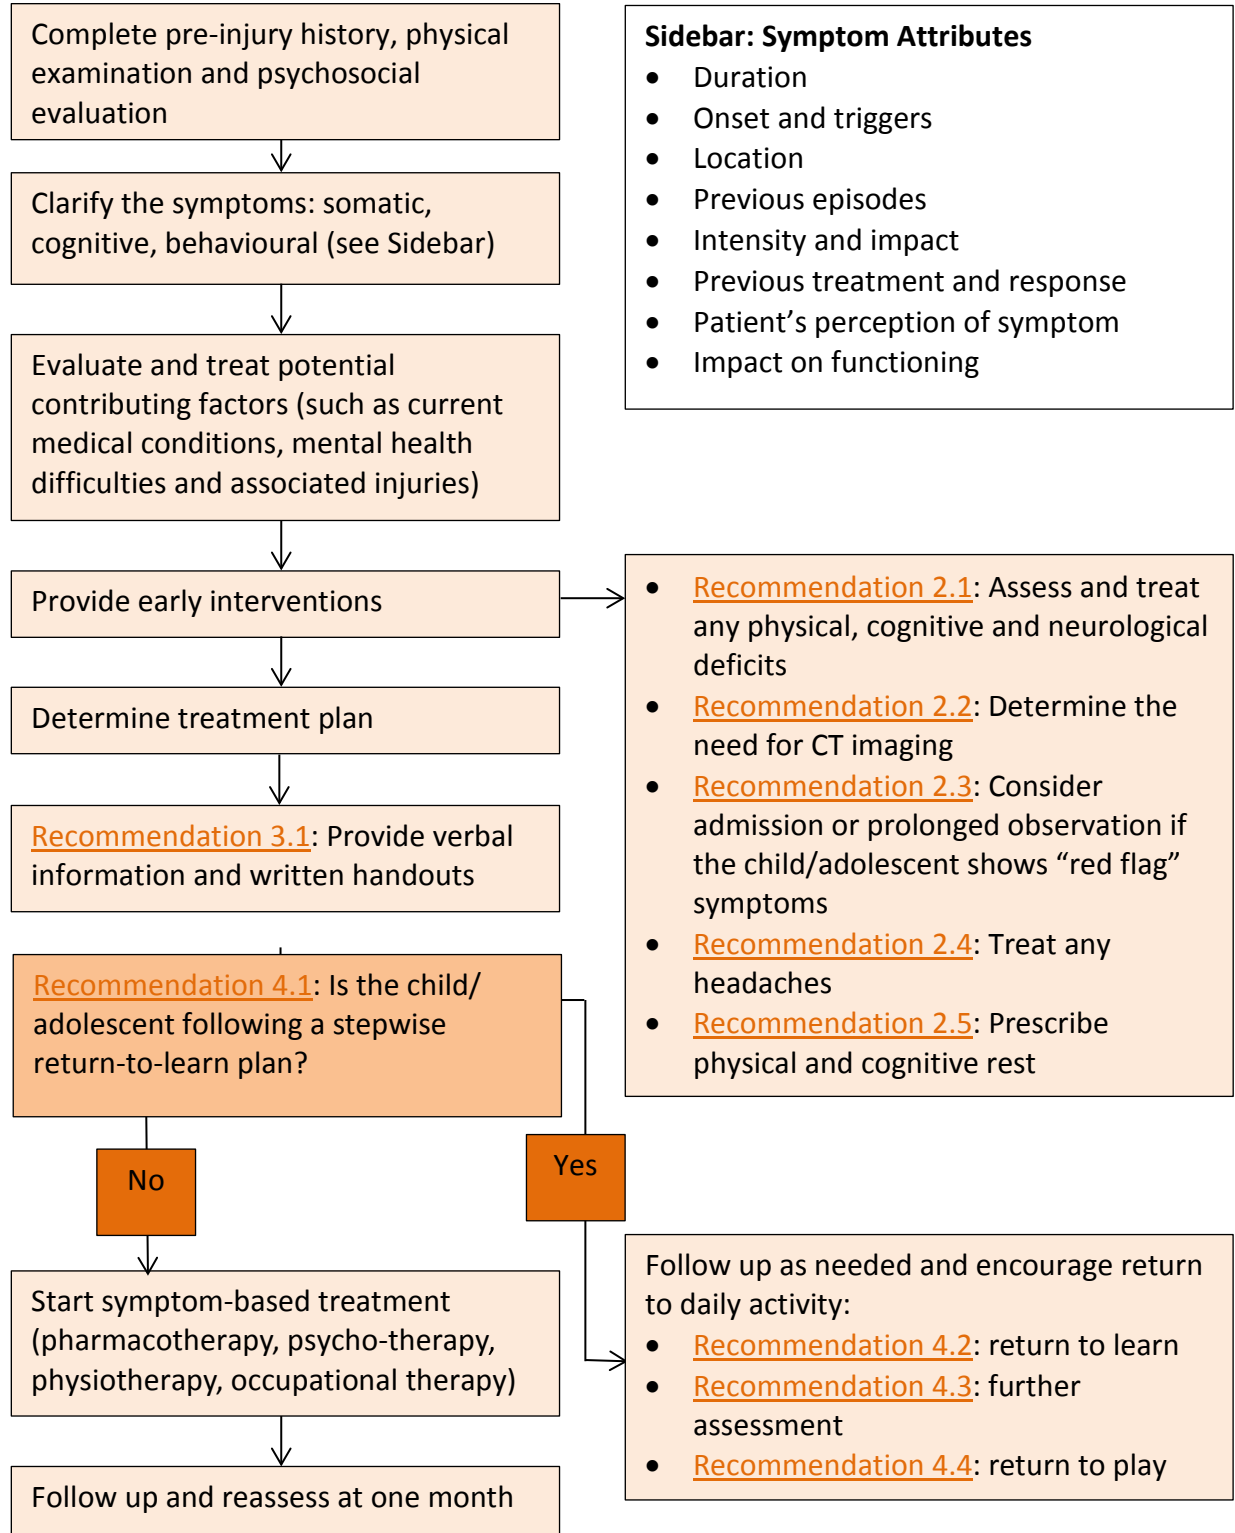 Complete pre-injury history, physical
examination and psychosocial
evaluation
Clarify the symptoms: somatic,
cognitive, behavioural (see Sidebar)
Evaluate and treat potential
contributing factors (such as current
medical conditions, mental health
difficulties and associated injuries)
Provide early interventions
Determine treatment plan
Recommendation 3.1: Provide verbal
information and written handouts
Recommendation 4.1: Is the child/
adolescent following a stepwise
return-to-learn plan?
No
Yes
Start symptom-based treatment
(pharmacotherapy, psycho-therapy,
physiotherapy, occupational therapy)
Follow up and reassess at one month
Sidebar: Symptom Attributes
• Duration
• Onset and triggers
• Location
• Previous episodes
• Intensity and impact
• Previous treatment and response
• Patient’s perception of symptom
• Impact on functioning
• Recommendation 2.1: Assess and treat
any physical, cognitive and neurological
deficits
• Recommendation 2.2: Determine the
need for CT imaging
• Recommendation 2.3: Consider
admission or prolonged observation if
the child/adolescent shows “red flag”
symptoms
• Recommendation 2.4: Treat any
headaches
• Recommendation 2.5: Prescribe
physical and cognitive rest
Follow up as needed and encourage return
to daily activity:
• Recommendation 4.2: return to learn
• Recommendation 4.3: further
assessment
• Recommendation 4.4: return to play